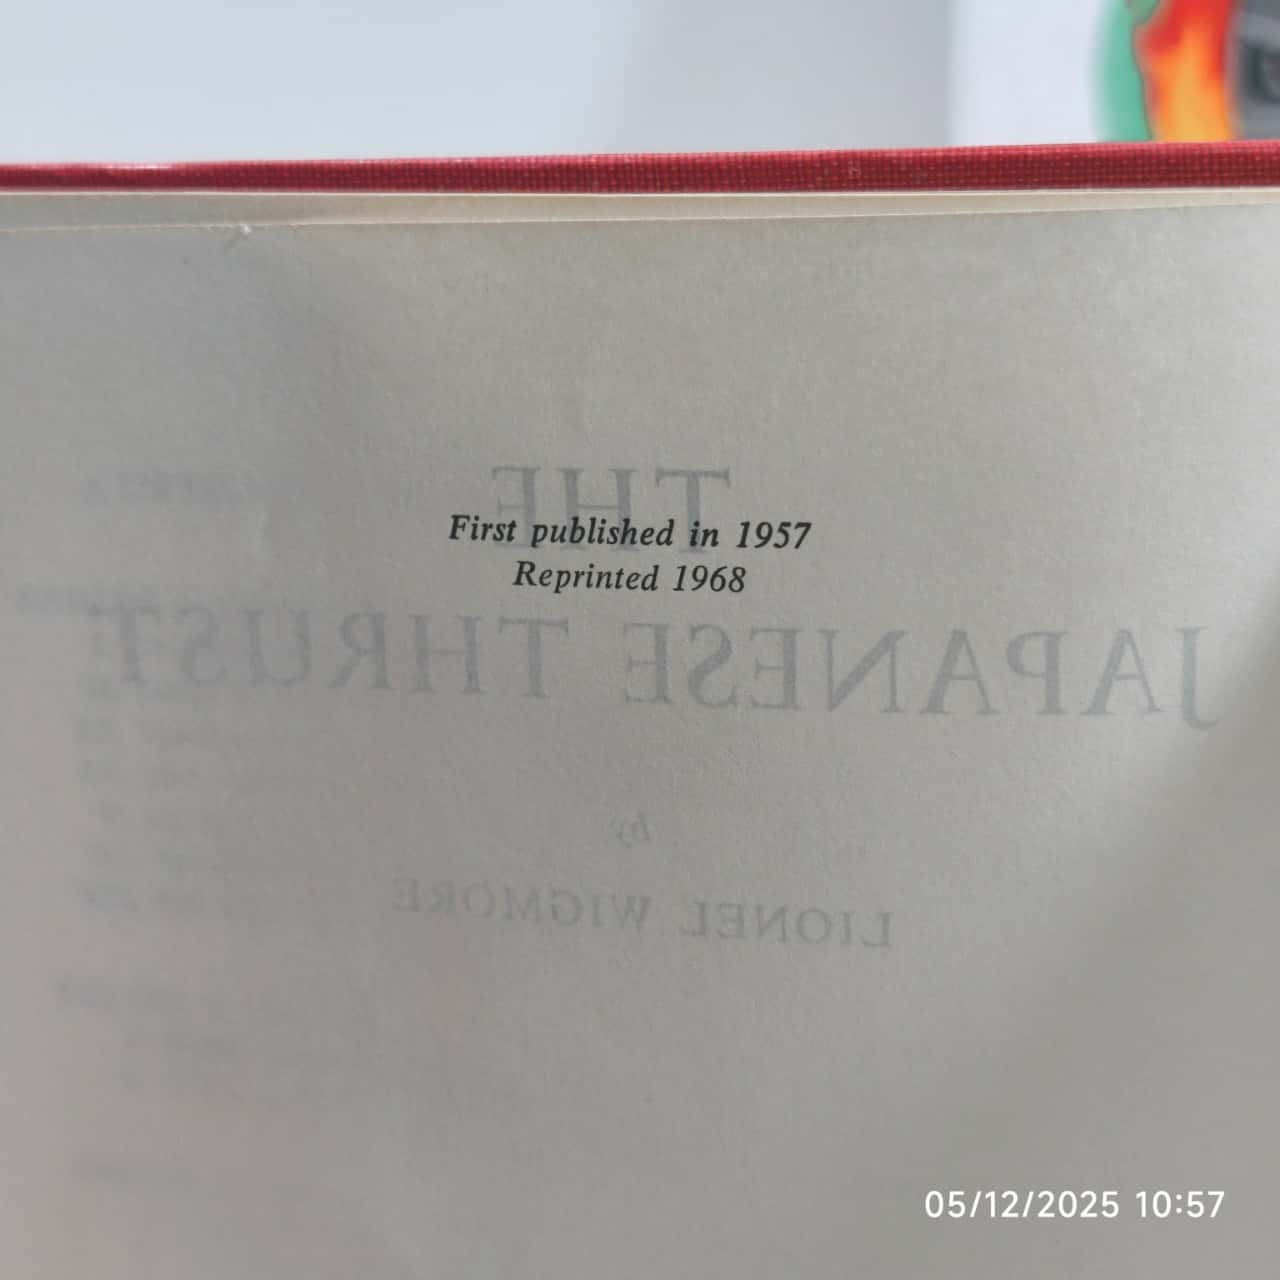 THE
First published in 1957
Reprinted 1968
JAPANESE THRUST
by
LIONEL WIGMORE
05/12/2025 10:57